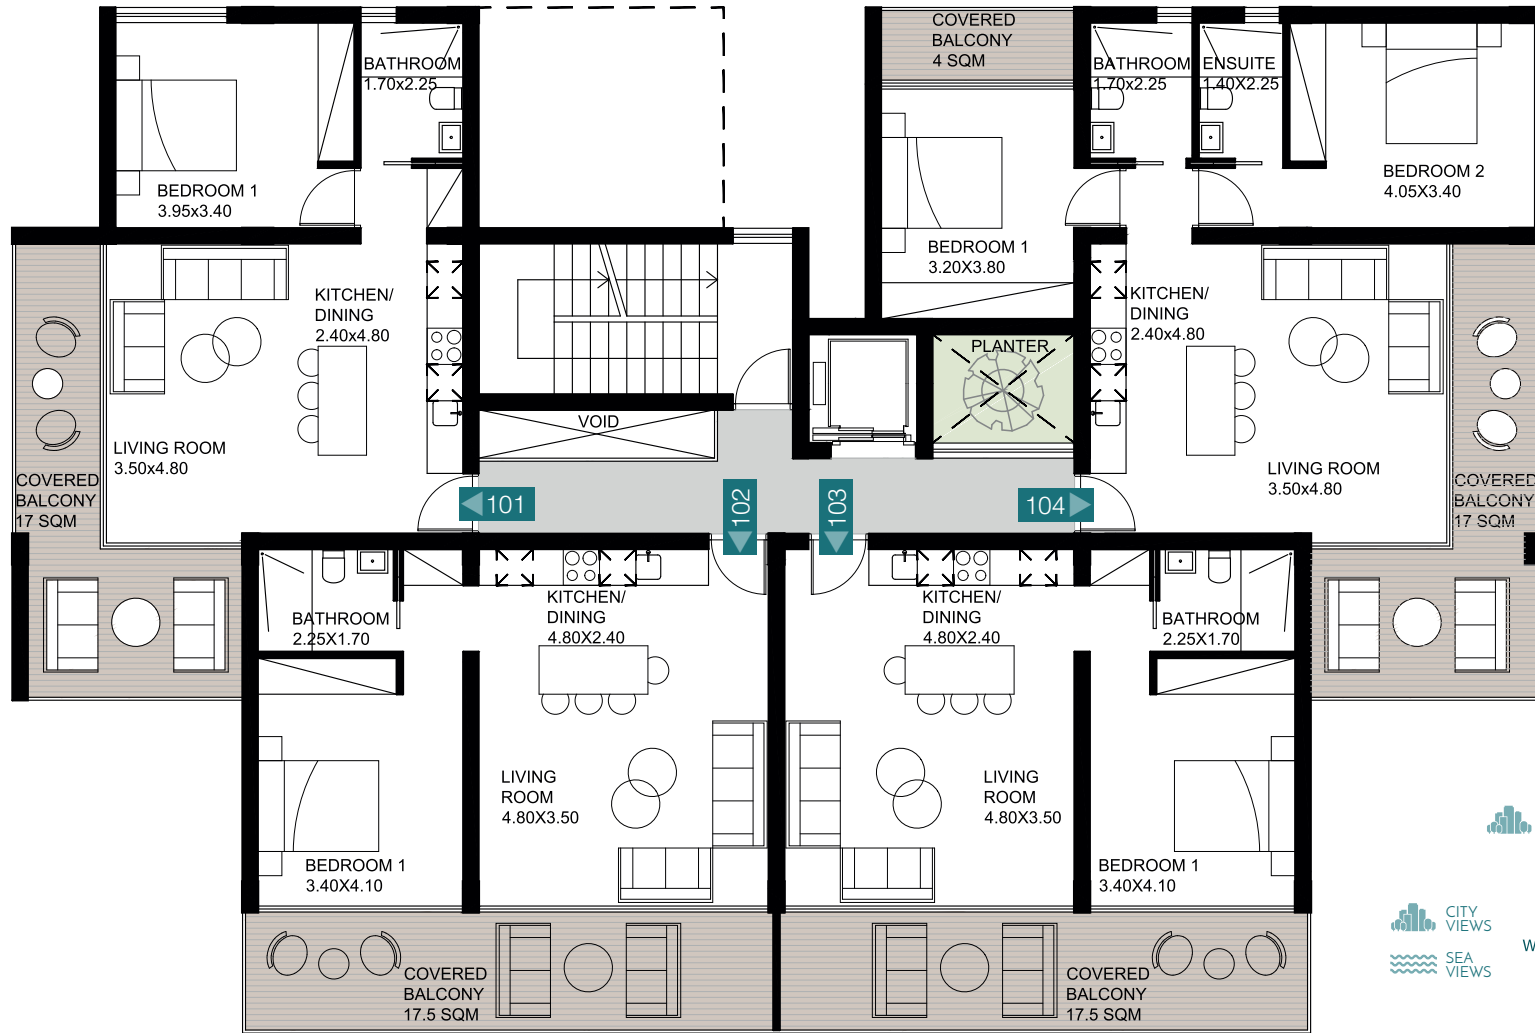 COVERED
BALCONY
4 SQM
BATHROOM
1.70x2.25
BATHROOM
1.70x2.25
ENSUITE
1.40X2.25
BEDROOM 1
3.95x3.40
BEDROOM 2
4.05X3.40
BEDROOM 1
3.20X3.80
KITCHEN/
DINING
2.40x4.80
KITCHEN/
DINING
2.40x4.80
PLANTER
VOID
LIVING ROOM
3.50x4.80
LIVING ROOM
3.50x4.80
COVERED
BALCONY
17 SQM
COVERED
BALCONY
17 SQM
101
102
103
104
KITCHEN/
DINING
4.80X2.40
KITCHEN/
DINING
4.80X2.40
BATHROOM
2.25X1.70
BATHROOM
2.25X1.70
LIVING
ROOM
4.80X3.50
LIVING
ROOM
4.80X3.50
BEDROOM 1
3.40X4.10
BEDROOM 1
3.40X4.10
COVERED
BALCONY
17.5 SQM
COVERED
BALCONY
17.5 SQM
CITY
VIEWS
W
SEA
VIEWS